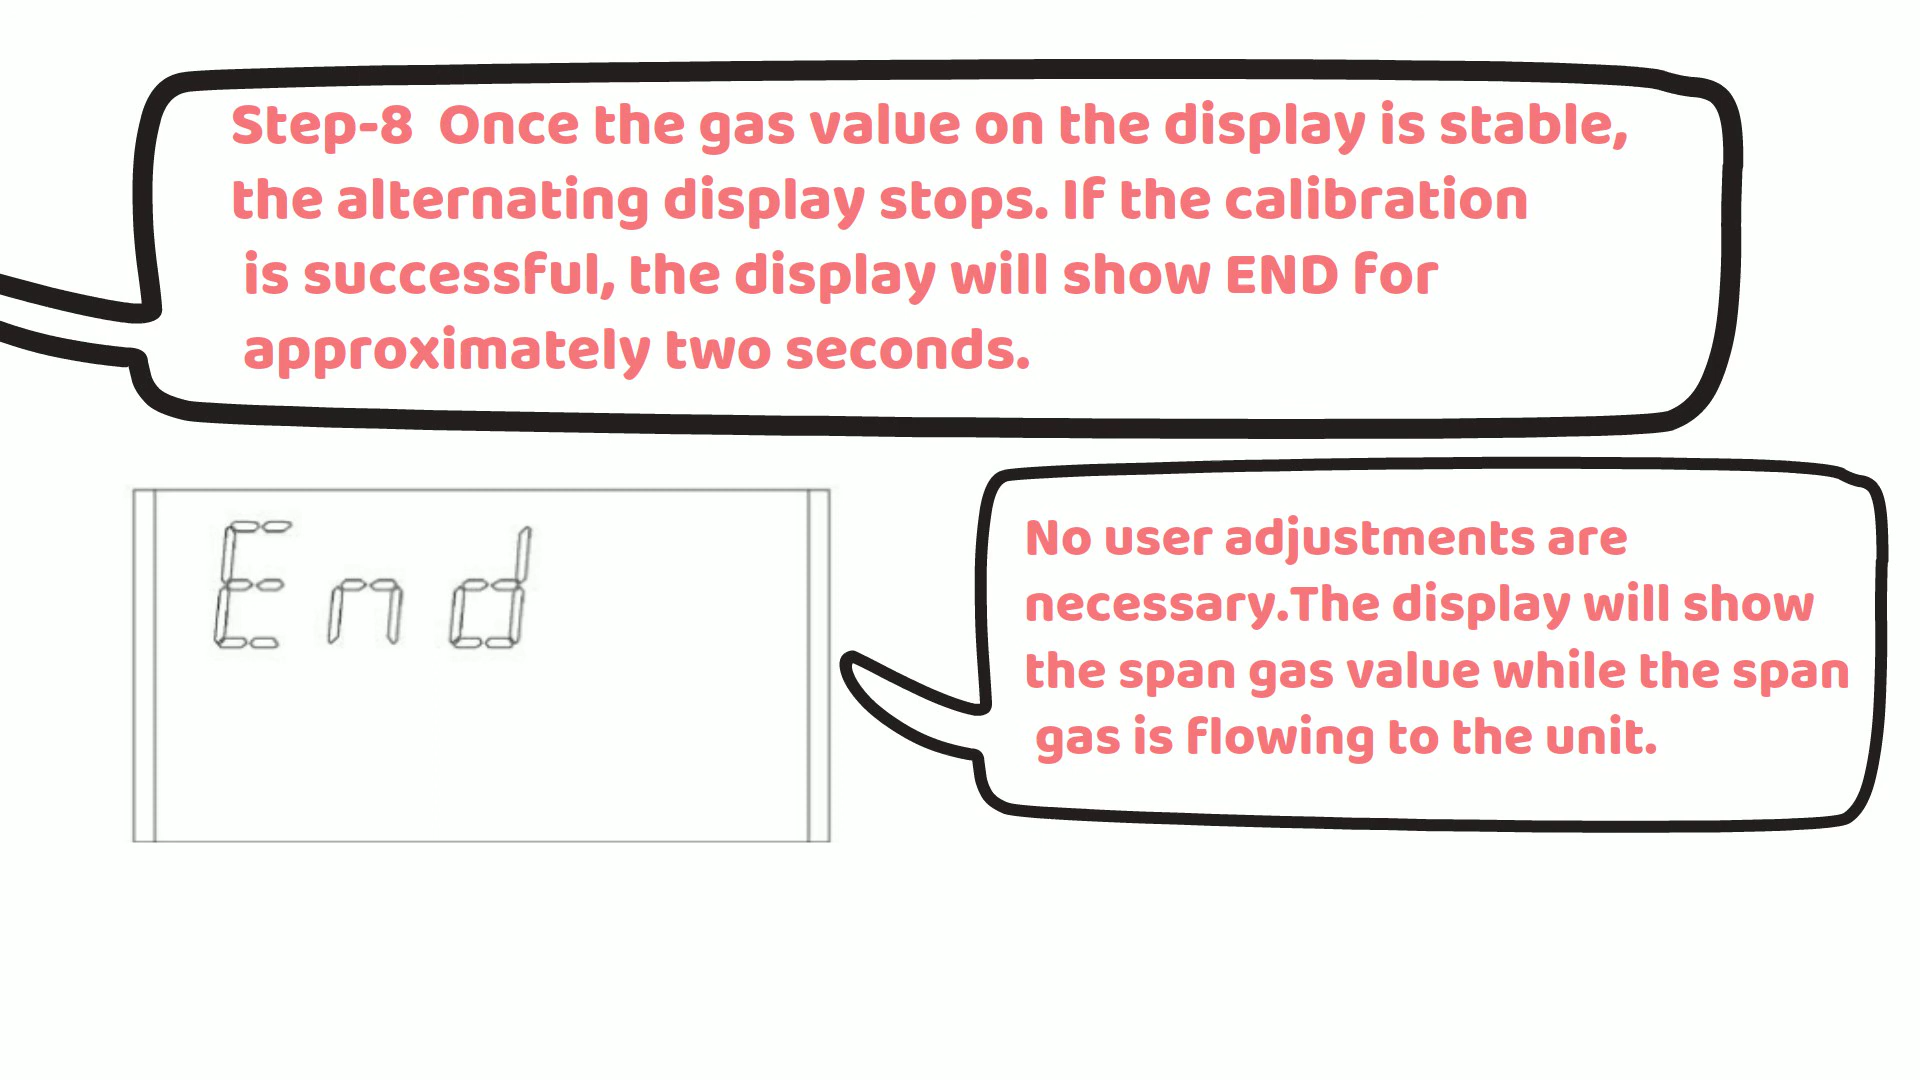 Step-8 Once the gas value on the display is stable,
the alternating display stops. If the calibration
is successful, the display will show END for
approximately two seconds.
End
No user adjustments are
necessary.The display will show
the span gas value while the span
gas is flowing to the unit.